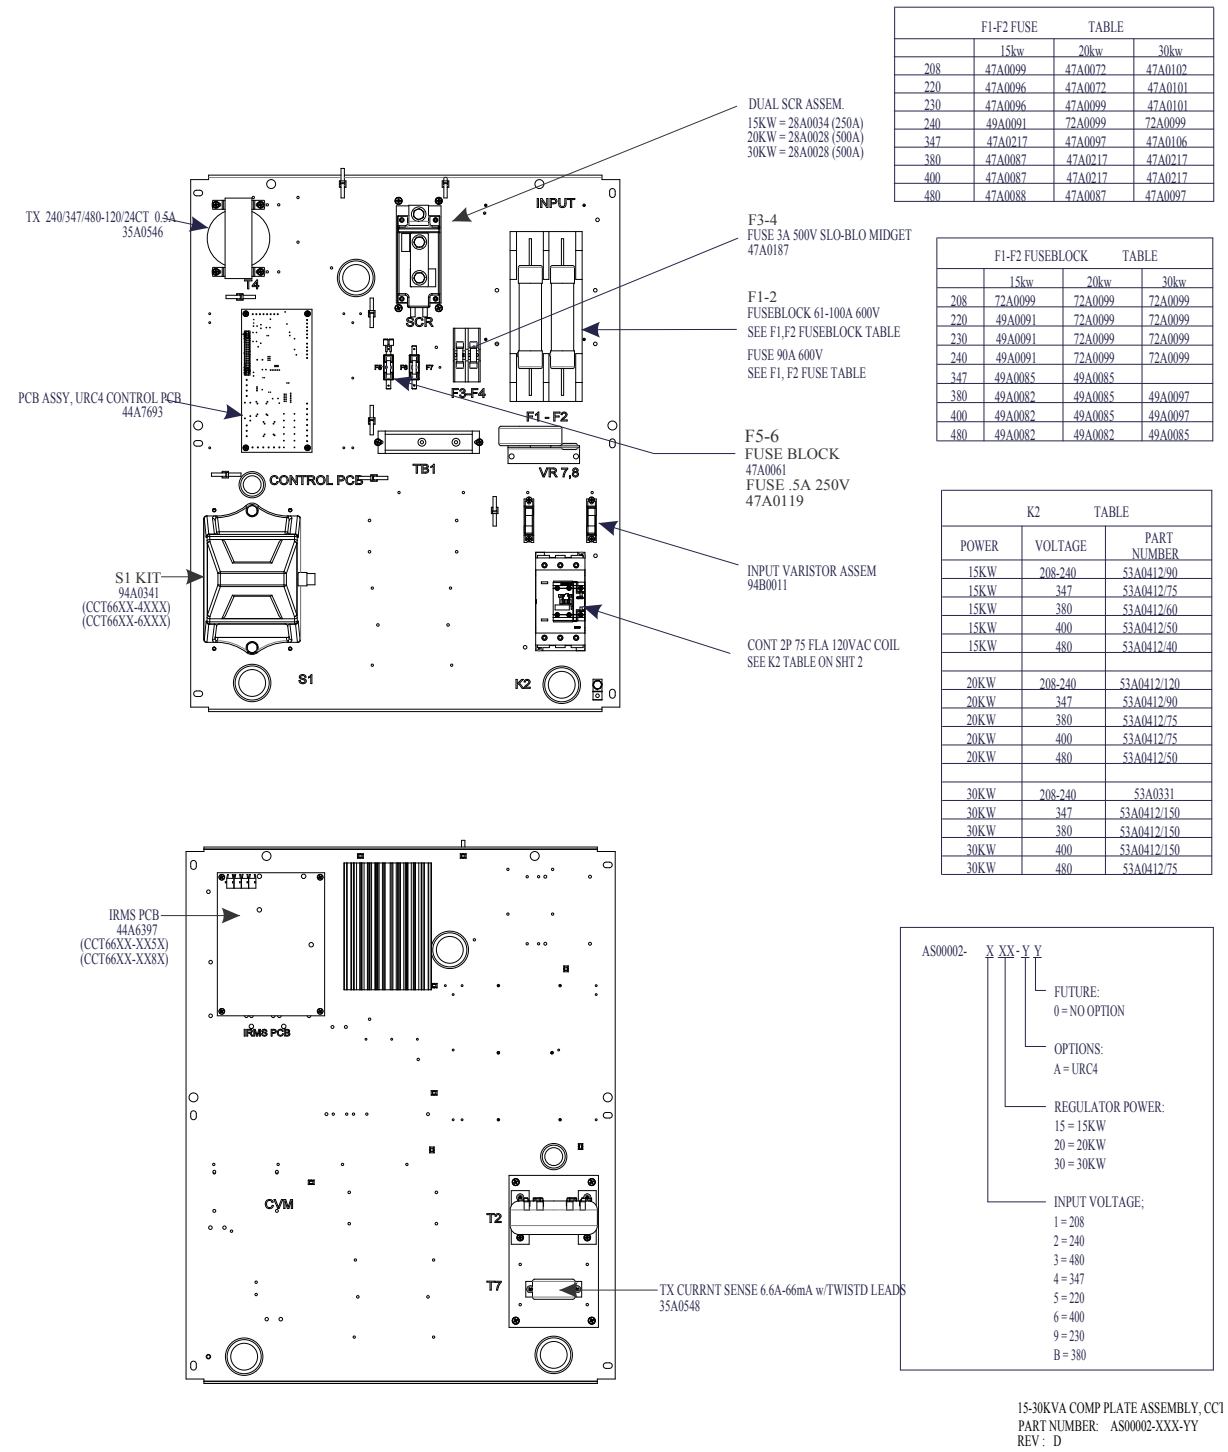 F1-F2 FUSE TABLE
15kw 20kw 30kw
208 47A0099 47A0072 47A0102
220 47A0096 47A0072 47A0101
230 47A0096 47A0099 47A0101
240 49A0091 72A0099 72A0099
347 47A0217 47A0097 47A0106
380 47A0087 47A0217 47A0217
400 47A0087 47A0217 47A0217
480 47A0088 47A0087 47A0097
F1-F2 FUSEBLOCK TABLE
15kw 20kw 30kw
208 72A0099 72A0099 72A0099
220 49A0091 72A0099 72A0099
230 49A0091 72A0099 72A0099
240 49A0091 72A0099 72A0099
347 49A0085 49A0085
380 49A0082 49A0085 49A0097
400 49A0082 49A0085 49A0097
480 49A0082 49A0082 49A0085
K2 TABLE
POWER VOLTAGE PART NUMBER
15KW 208-240 53A0412/90
15KW 347 53A0412/75
15KW 380 53A0412/60
15KW 400 53A0412/50
15KW 480 53A0412/40
20KW 208-240 53A0412/120
20KW 347 53A0412/90
20KW 380 53A0412/75
20KW 400 53A0412/75
20KW 480 53A0412/50
30KW 208-240 53A0331
30KW 347 53A0412/150
30KW 380 53A0412/150
30KW 400 53A0412/150
30KW 480 53A0412/75
DUAL SCR ASSEM.
15KW = 28A0034 (250A)
20KW = 28A0028 (500A)
30KW = 28A0028 (500A)
F3-4
FUSE 3A 500V SLO-BLO MIDGET
47A0187
F1-2
FUSEBLOCK 61-100A 600V
SEE F1,F2 FUSEBLOCK TABLE
FUSE 90A 600V
SEE F1, F2 FUSE TABLE
F5-6
FUSE BLOCK
47A0061
FUSE .5A 250V
47A0119
INPUT VARISTOR ASSEM
94B0011
CONT 2P 75 FLA 120VAC COIL
SEE K2 TABLE ON SHT 2
TX 240/347/480-120/24CT 0.5A
35A0546
PCB ASSY, URC4 CONTROL PCB
44A7693
S1 KIT
94A0341
(CCT66XX-4XXX)
(CCT66XX-6XXX)
INPUT
T4
SCR
F5 F6 F7
F3-F4
F1 - F2
TB1
VR 7,8
CONTROL PCB
S1
K2
IRMS PCB
44A6397
(CCT66XX-XX5X)
(CCT66XX-XX8X)
IRMS PCB
CVM
T2
T7
TX CURRNT SENSE 6.6A-66mA w/TWISTD LEADS
35A0548
AS00002- X XX - Y Y
FUTURE:
0 = NO OPTION
OPTIONS:
A = URC4
REGULATOR POWER:
15 = 15KW
20 = 20KW
30 = 30KW
INPUT VOLTAGE;
1 = 208
2 = 240
3 = 480
4 = 347
5 = 220
6 = 400
9 = 230
B = 380
15-30KVA COMP PLATE ASSEMBLY, CCT
PART NUMBER: AS00002-XXX-YY
REV : D